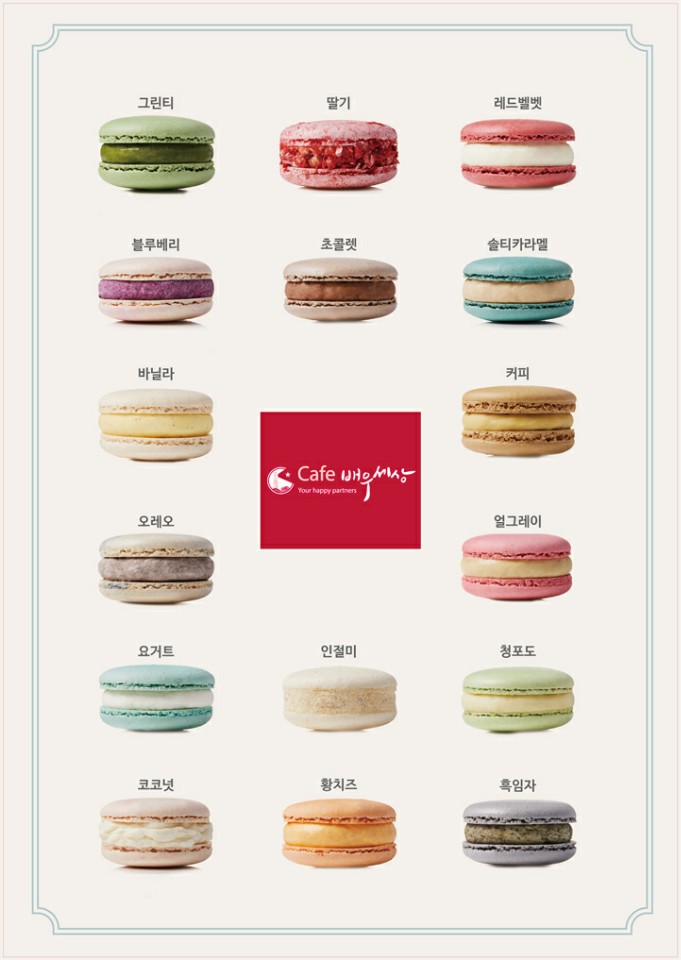 그린티
딸기
레드벨벳
블루베리
초콜렛
솔티카라멜
바닐라
커피
Cafe 배우세상
Your happy partners
오레오
얼그레이
요거트
인절미
청포도
코코넛
황치즈
흑임자